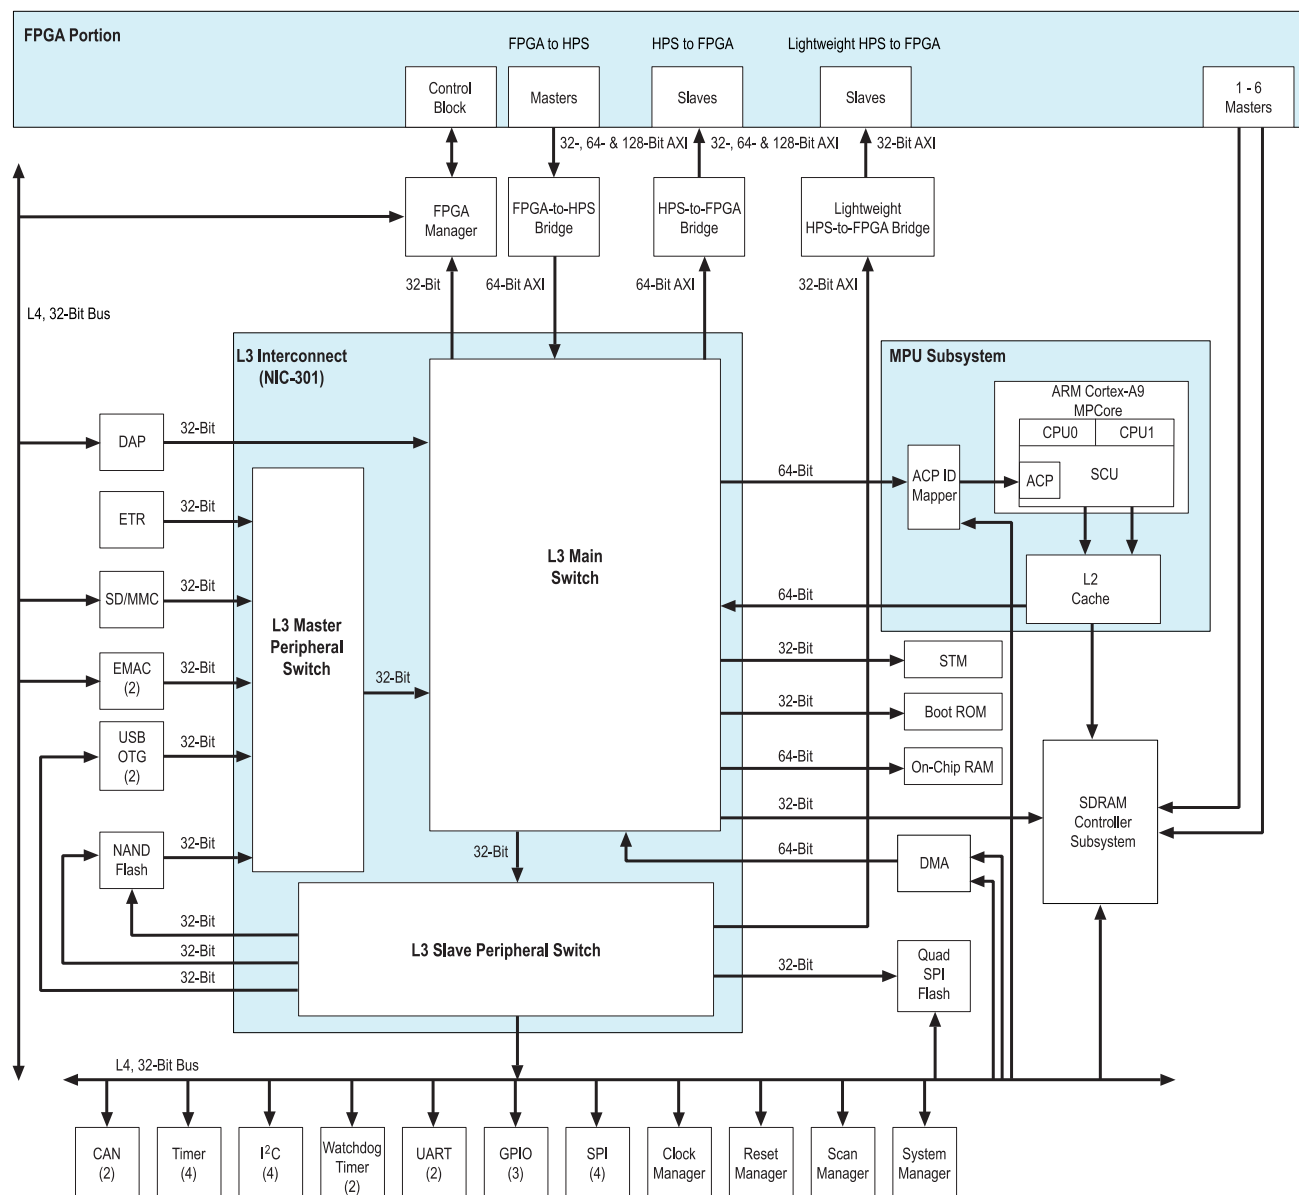 FPGA Portion
FPGA to HPS
HPS to FPGA
Lightweight HPS to FPGA
Control
Block
Masters
Slaves
Slaves
1 - 6
Masters
32-, 64- & 128-Bit AXI
32-, 64- & 128-Bit AXI
32-Bit AXI
FPGA
Manager
FPGA-to-HPS
Bridge
HPS-to-FPGA
Bridge
Lightweight
HPS-to-FPGA Bridge
32-Bit
64-Bit AXI
64-Bit AXI
32-Bit AXI
L4, 32-Bit Bus
L3 Interconnect
(NIC-301)
MPU Subsystem
ARM Cortex-A9
MPCore
CPU0
CPU1
ACP
SCU
ACP ID
Mapper
L2
Cache
DAP
32-Bit
64-Bit
ETR
32-Bit
L3 Main
Switch
SD/MMC
32-Bit
64-Bit
L3 Master
Peripheral
Switch
EMAC
(2)
32-Bit
32-Bit
32-Bit
STM
32-Bit
Boot ROM
USB
OTG
(2)
32-Bit
64-Bit
On-Chip RAM
32-Bit
SDRAM
Controller
Subsystem
NAND
Flash
32-Bit
32-Bit
64-Bit
DMA
32-Bit
32-Bit
32-Bit
L3 Slave Peripheral Switch
32-Bit
Quad
SPI
Flash
L4, 32-Bit Bus
CAN
(2)
Timer
(4)
I²C
(4)
Watchdog
Timer
(2)
UART
(2)
GPIO
(3)
SPI
(4)
Clock
Manager
Reset
Manager
Scan
Manager
System
Manager